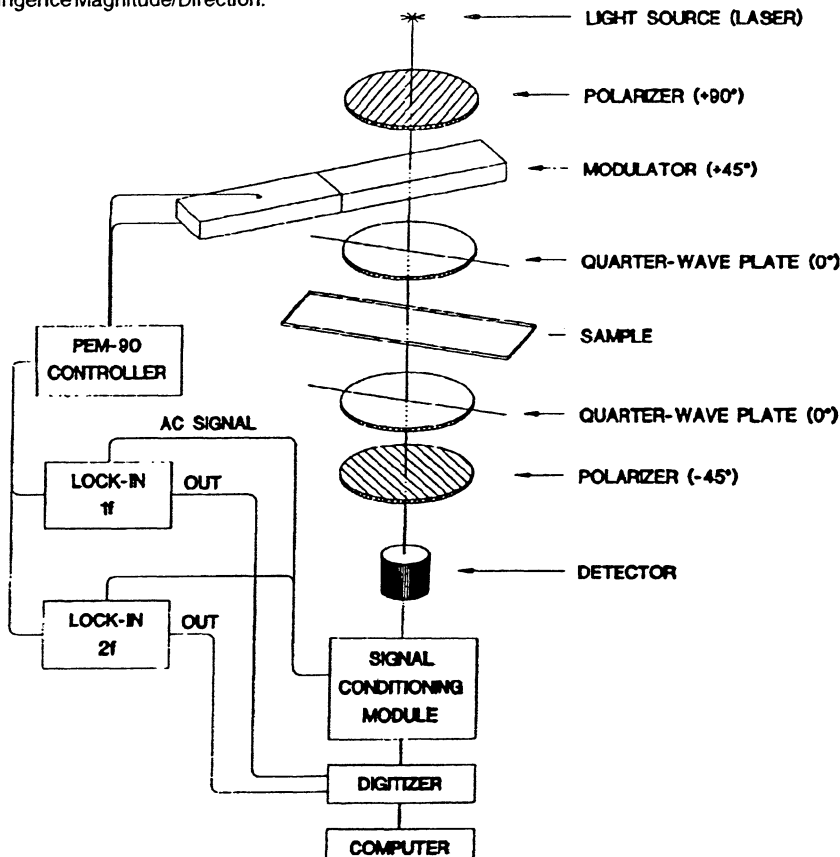 ingence Magnitude/Direction.
LIGHT SOURCE (LASER)
POLARIZER (+90°)
MODULATOR (+45°)
QUARTER-WAVE PLATE (0°)
SAMPLE
PEM-90
CONTROLLER
QUARTER-WAVE PLATE (0°)
AC SIGNAL
POLARIZER (-45°)
LOCK-IN
1f
OUT
DETECTOR
LOCK-IN
2f
OUT
SIGNAL
CONDITIONING
MODULE
DIGITIZER
COMPUTER